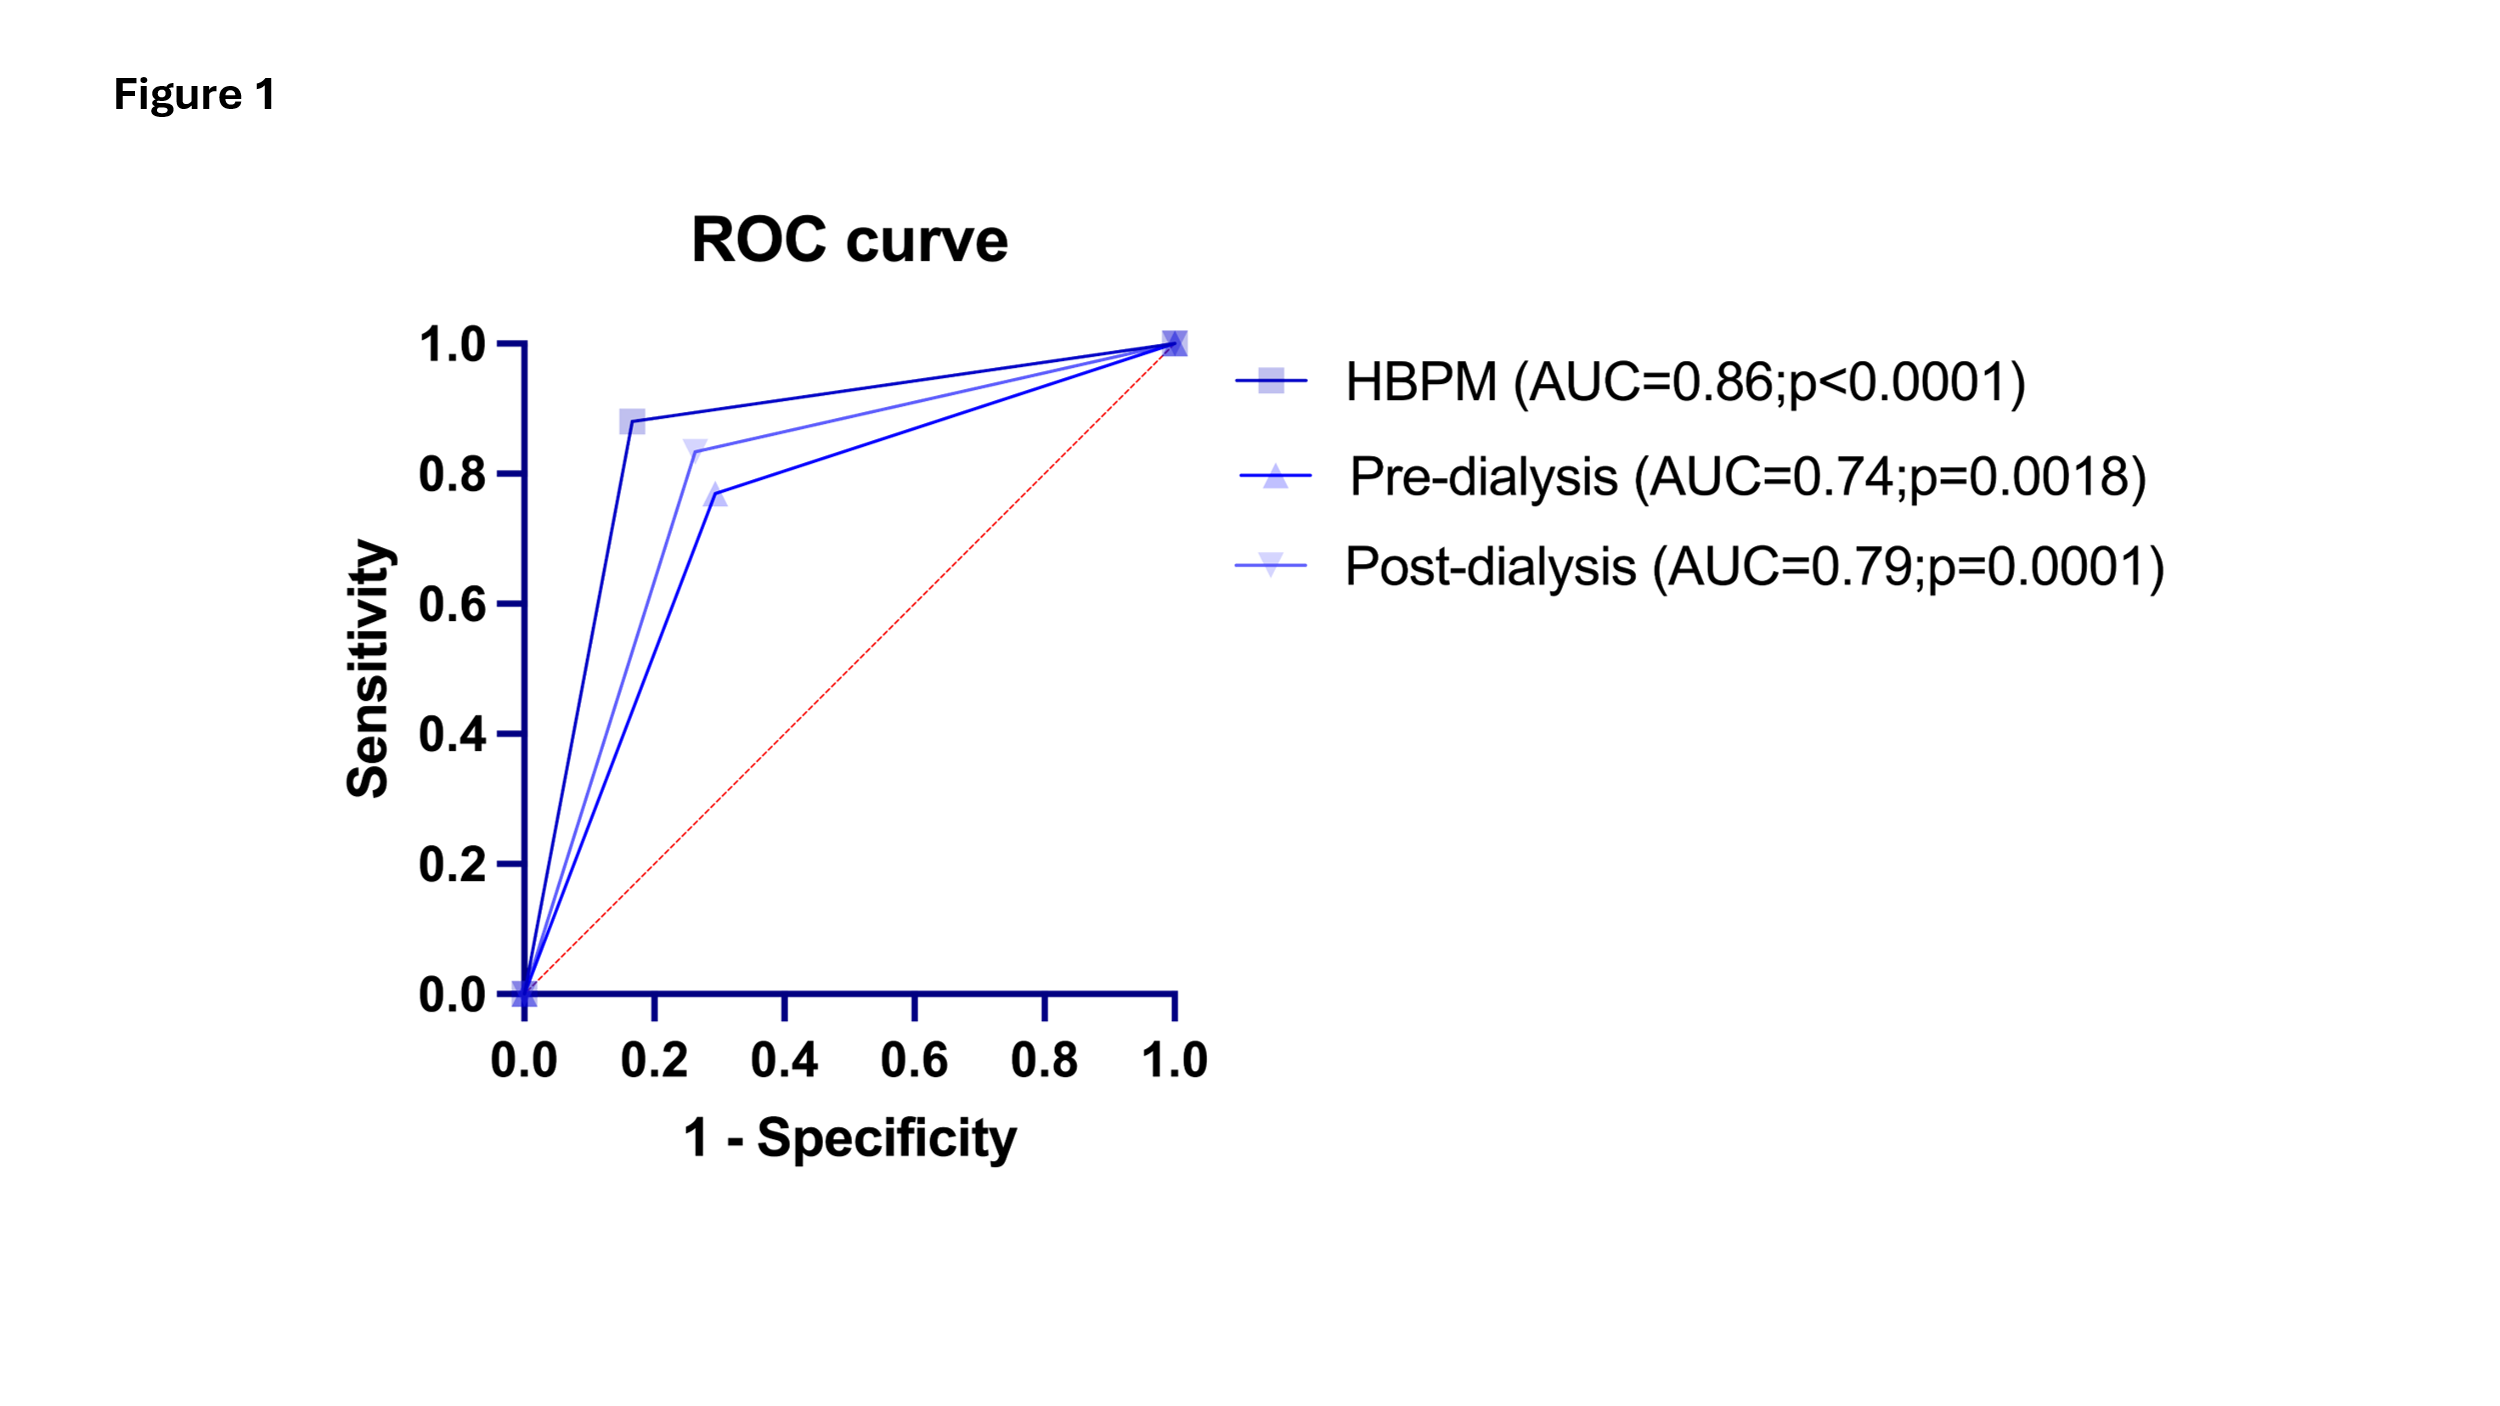 Figure 1
ROC curve
1.0
0.8
0.6
0.4
0.2
0.0
Sensitivity
0.0 0.2 0.4 0.6 0.8 1.0
1 - Specificity
HBPM (AUC=0.86;p<0.0001)
Pre-dialysis (AUC=0.74;p=0.0018)
Post-dialysis (AUC=0.79;p=0.0001)